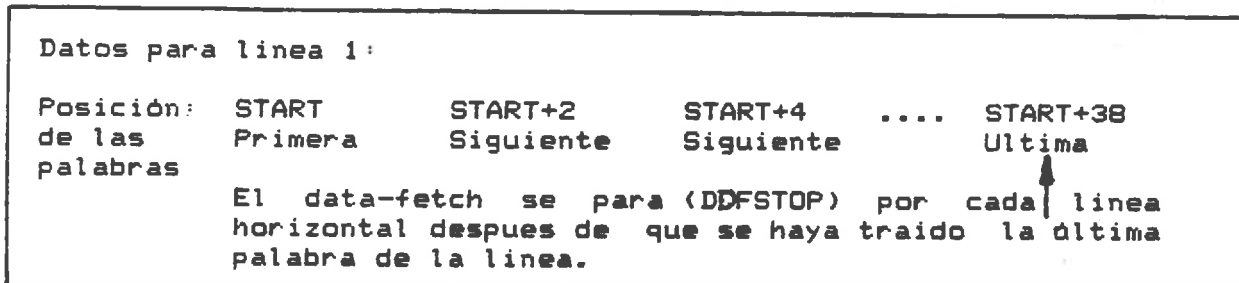 Datos para linea 1:
Posición: START START+2 START+4 .... START+38
de las Primera Siguiente Siguiente Ultima
palabras
El data-fetch se para (DDFSTOP) por cada linea
horizontal despues de que se haya traido la última
palabra de la linea.